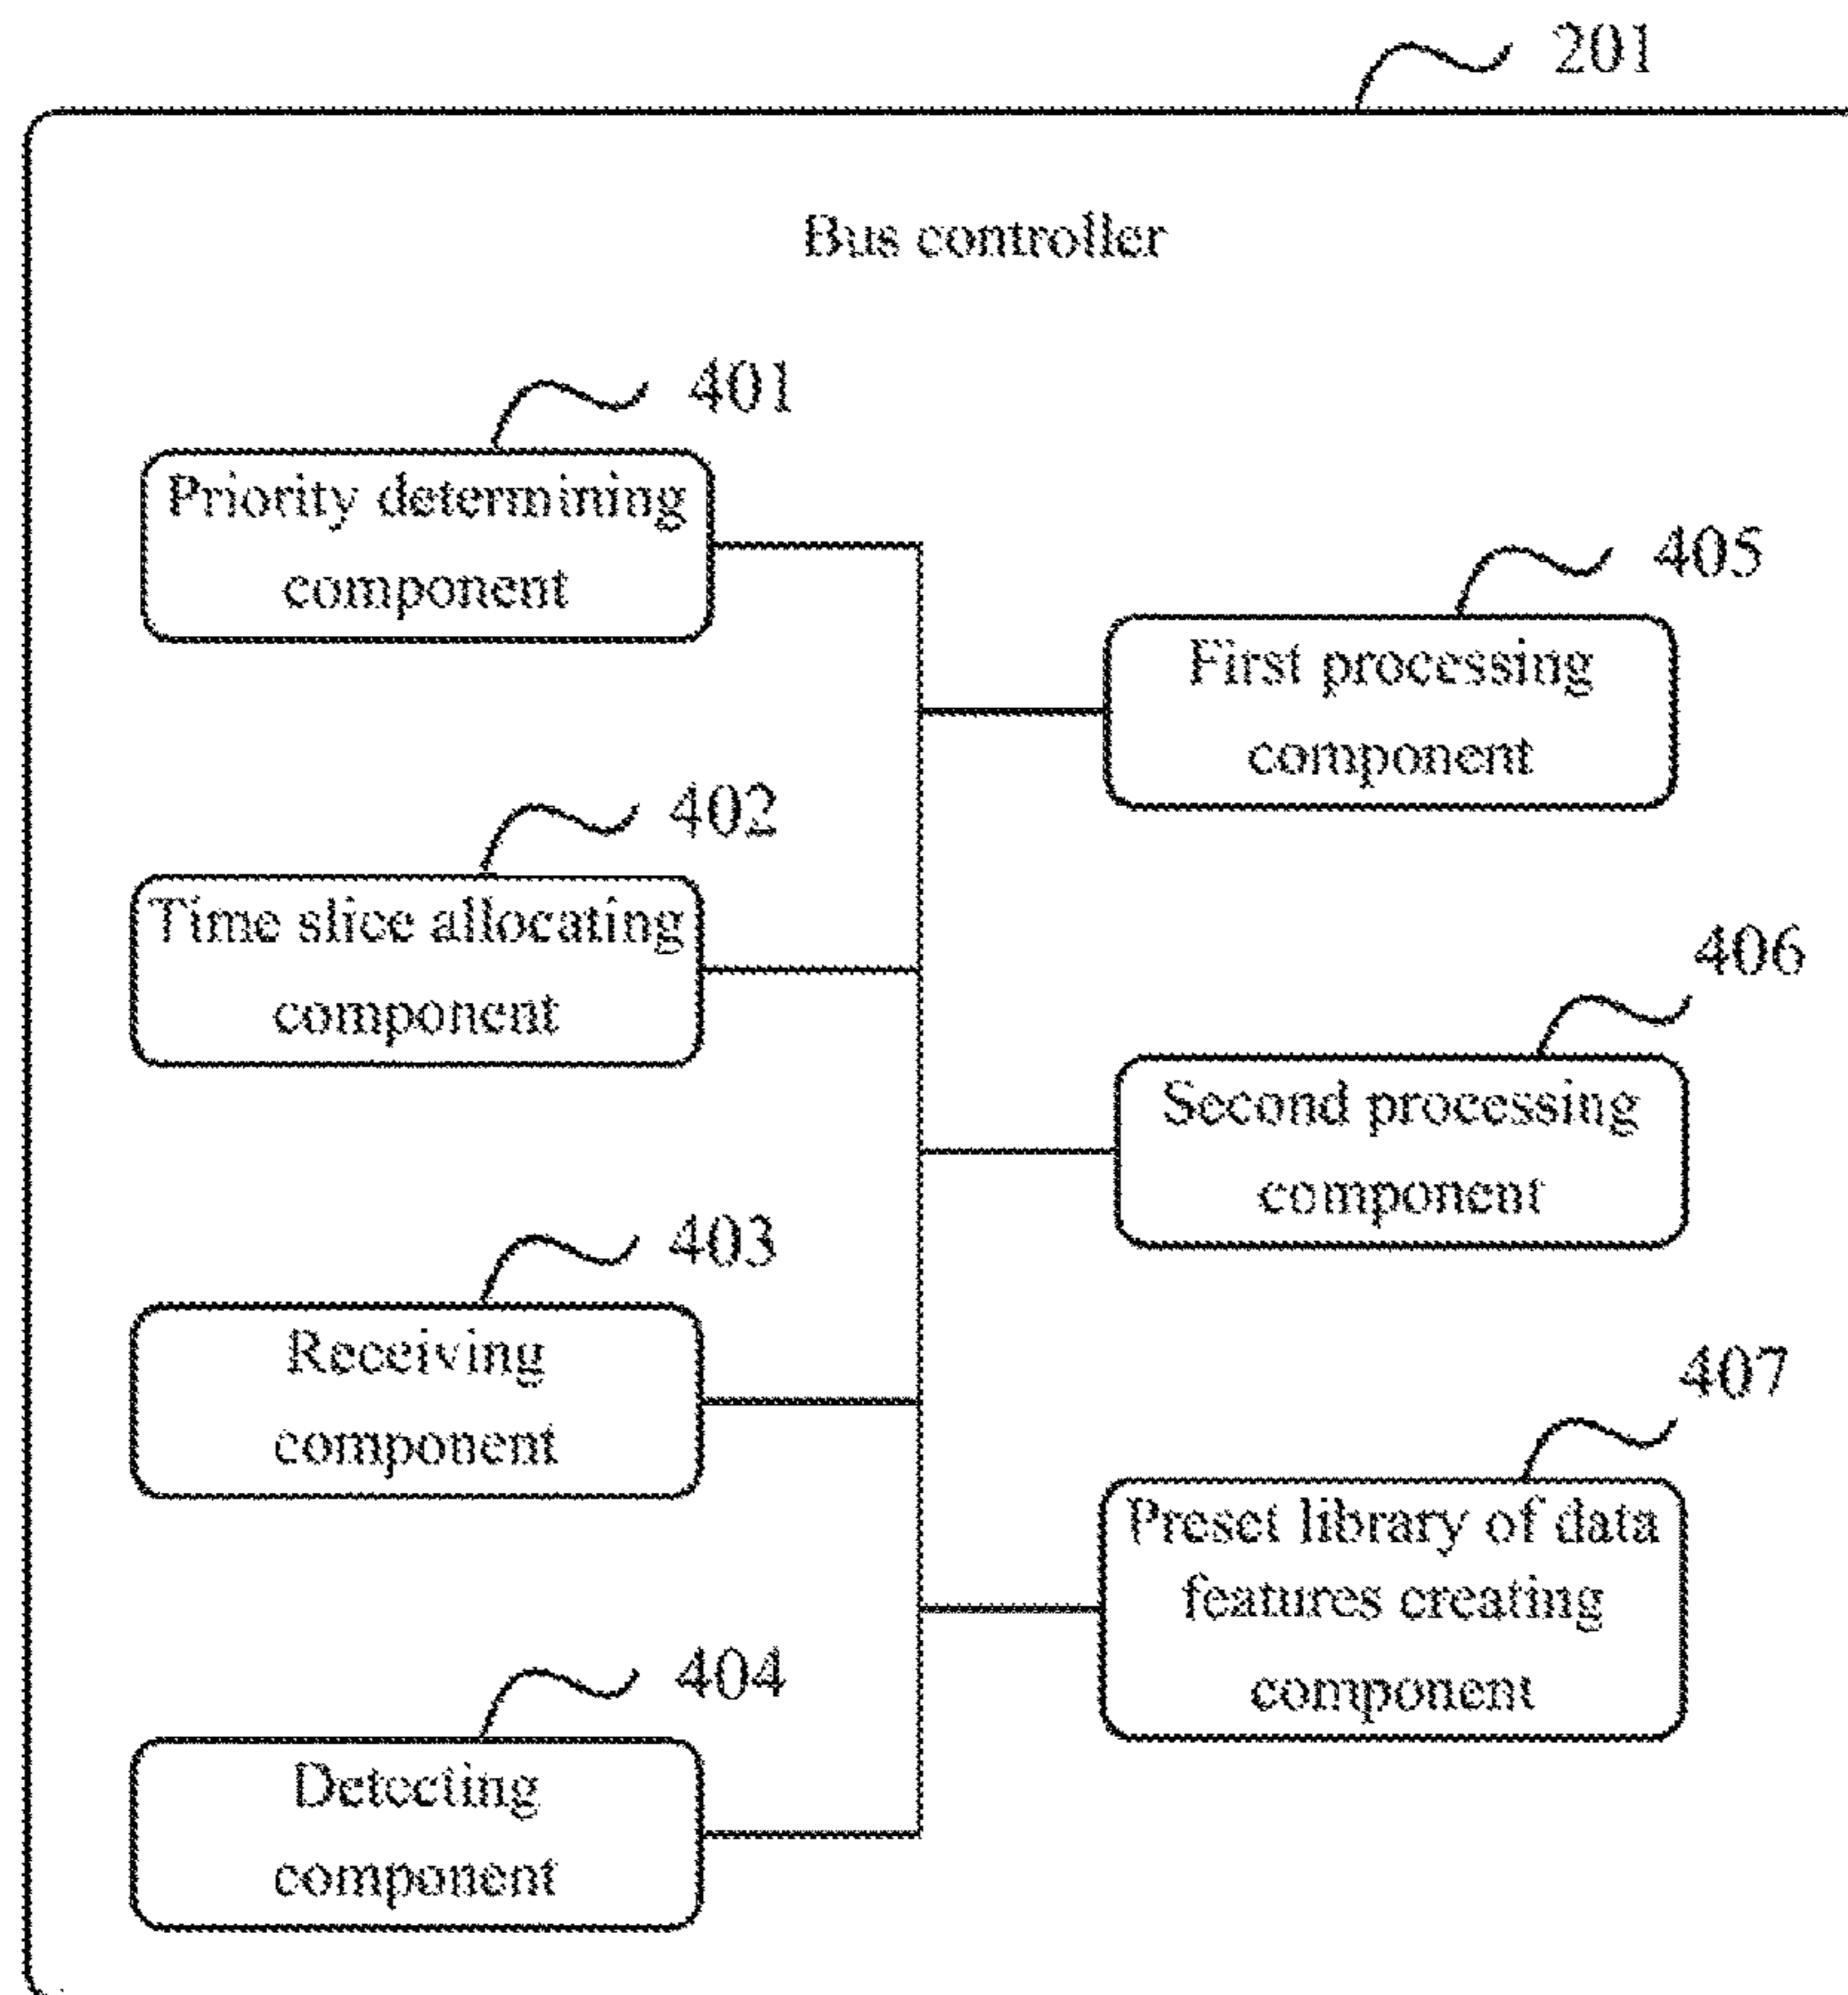 201
Bus controller
401
Priority determining
component
405
First processing
component
402
Time slice allocating
component
406
Second processing
component
403
Receiving
component
407
Preset library of data
features creating
component
404
Detecting
component